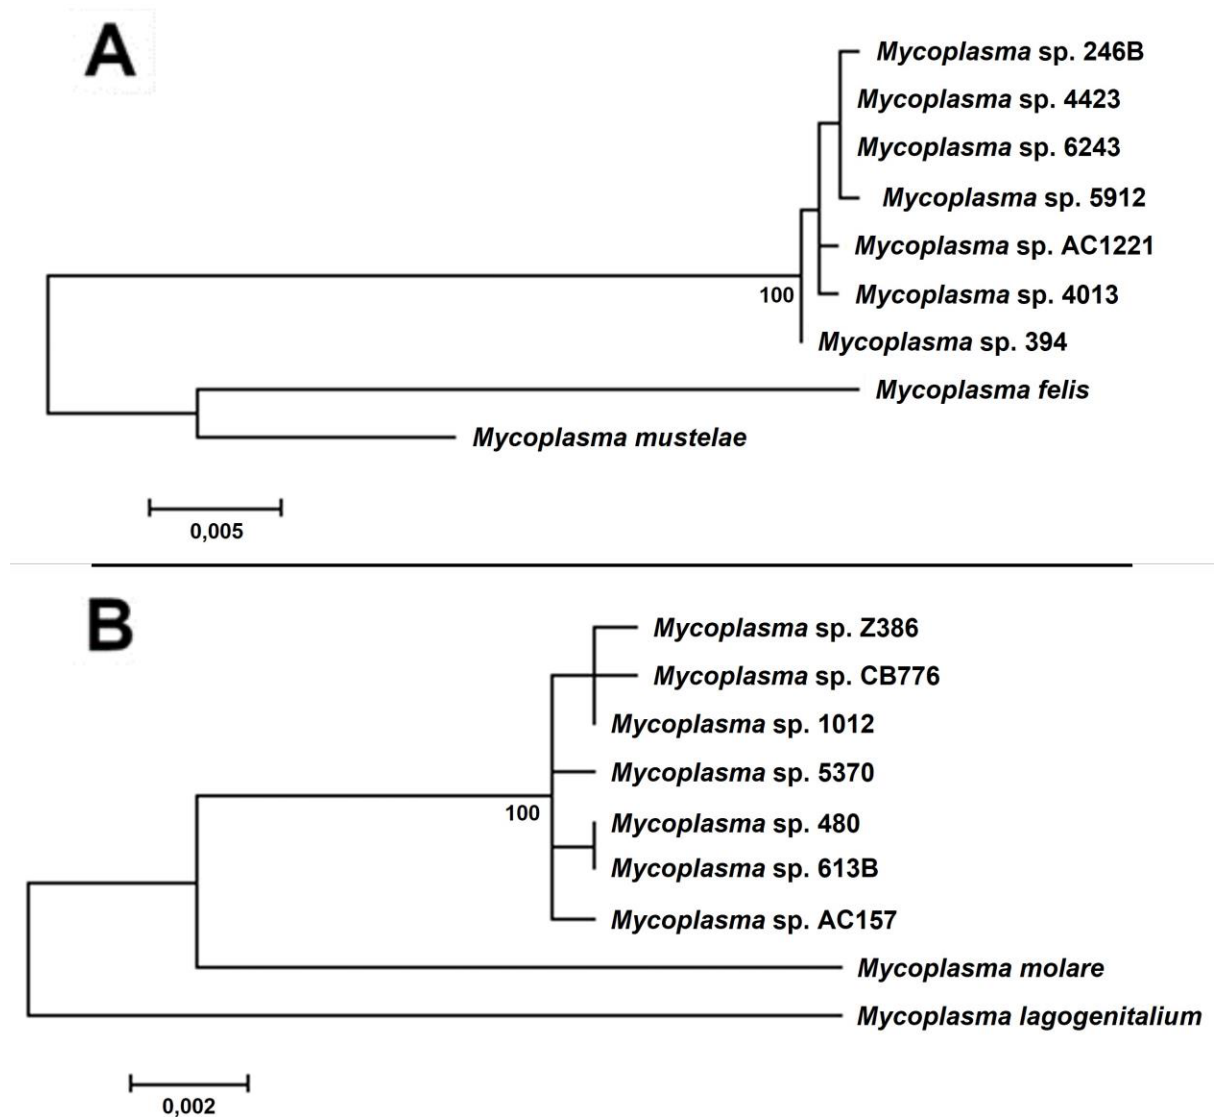 A
Mycoplasma sp. 246B
Mycoplasma sp. 4423
Mycoplasma sp. 6243
Mycoplasma sp. 5912
Mycoplasma sp. AC1221
Mycoplasma sp. 4013
100
Mycoplasma sp. 394
Mycoplasma felis
Mycoplasma mustelae
0,005
B
Mycoplasma sp. Z386
Mycoplasma sp. CB776
Mycoplasma sp. 1012
Mycoplasma sp. 5370
100
Mycoplasma sp. 480
Mycoplasma sp. 613B
Mycoplasma sp. AC157
Mycoplasma molare
Mycoplasma lagogenitalium
0,002